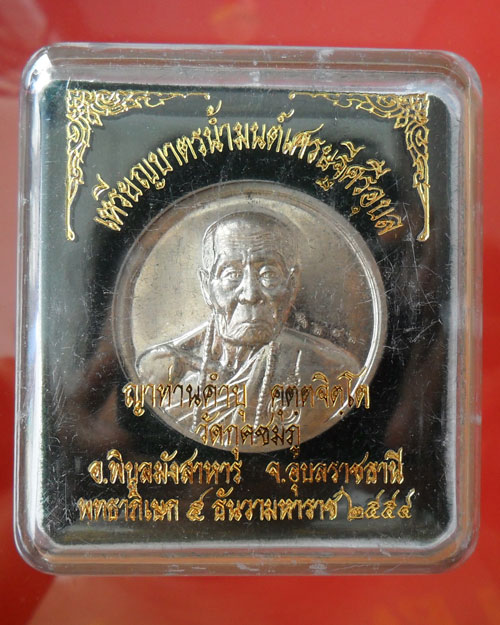 เหรียญบาตรน้ำมนต์เศรษฐีศรีอุบล
ญาท่านคำบุ คุตฺตจิตฺโต
วัดกุดชมภู
อ.พิบูลมังสาหาร จ.อุบลราชธานี
พุทธาภิเษก ๕ ธันวามหาราช ๒๕๕๔